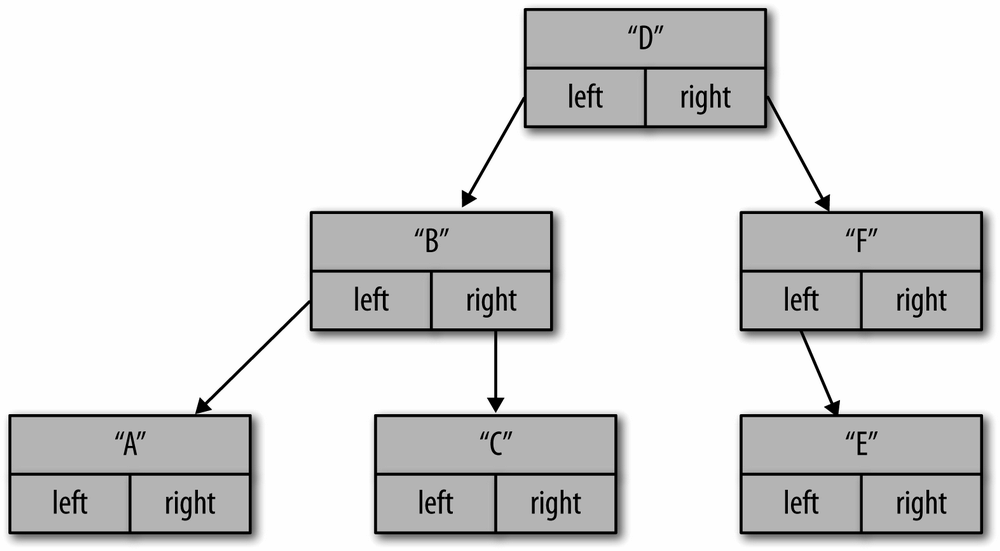 “D”
left right
“B”
left right
“F”
left right
“A”
left right
“C”
left right
“E”
left right